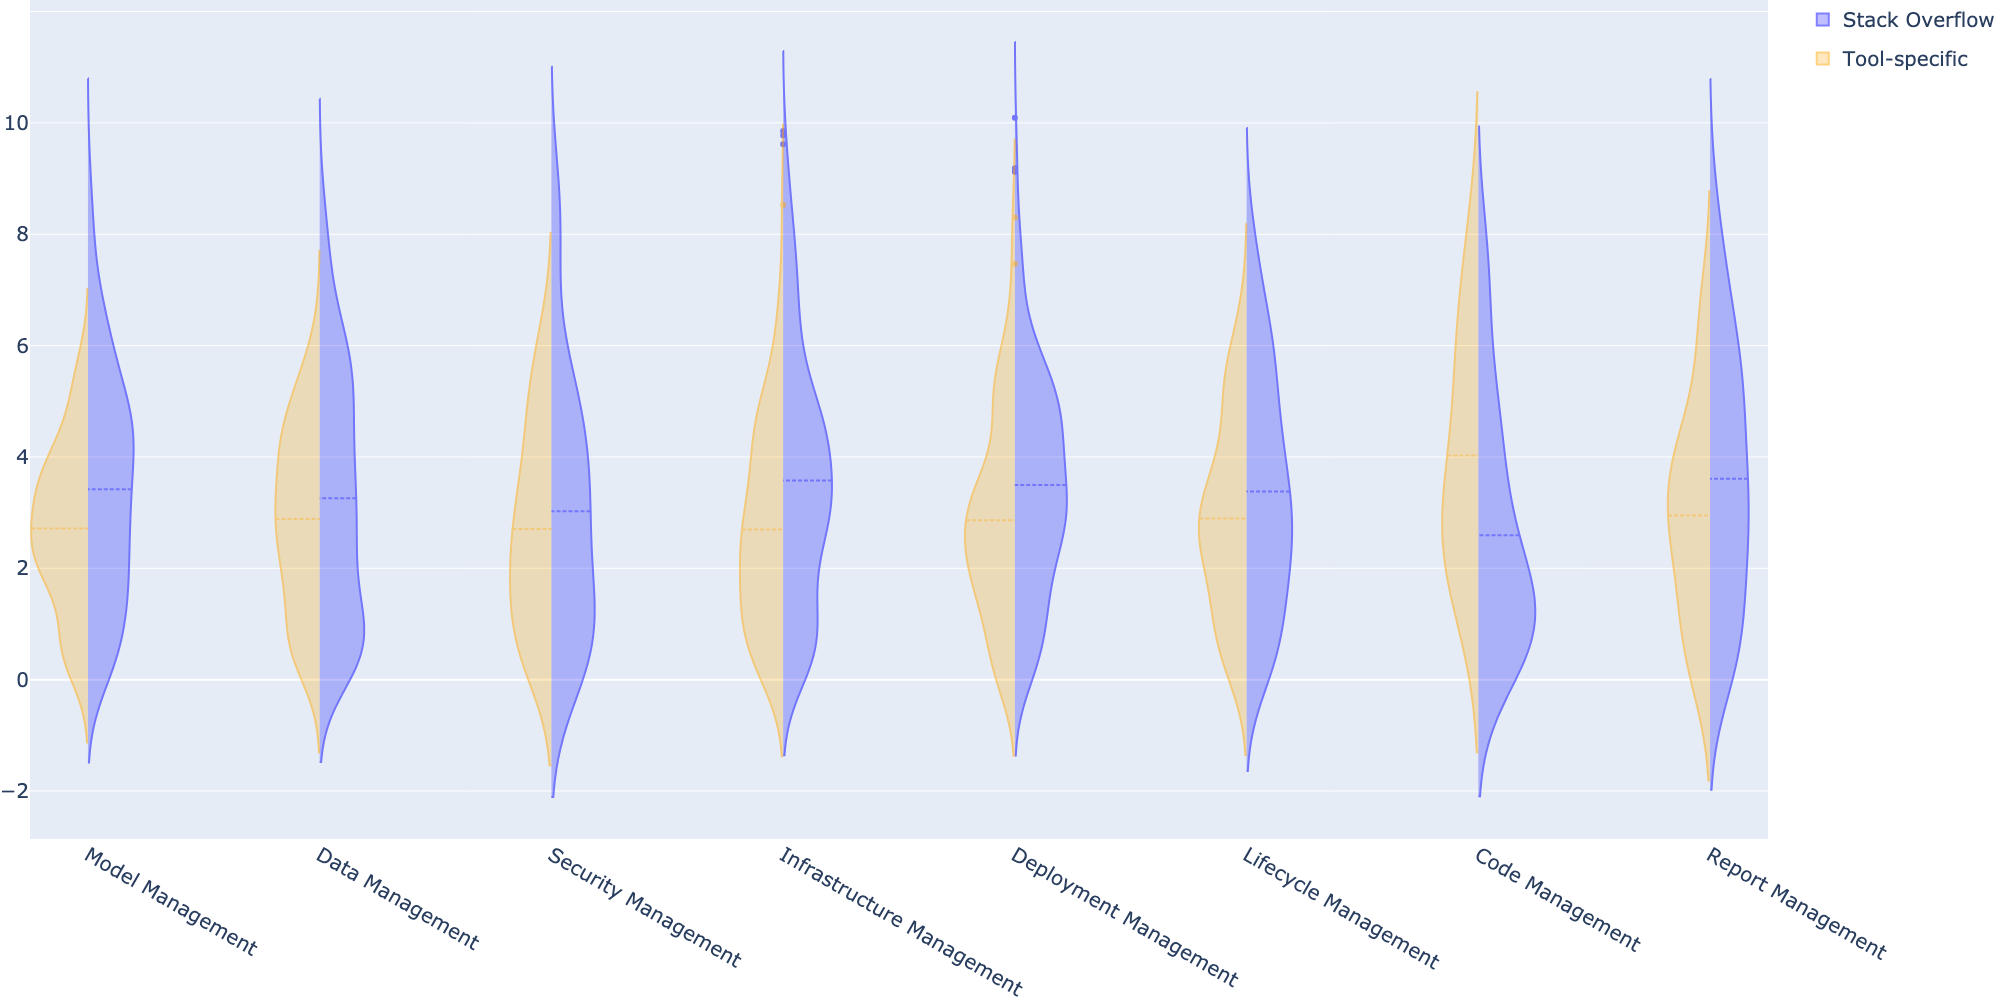 Stack Overflow
Tool-specific
10
8
6
4
2
0
−2
Model Management
Data Management
Security Management
Infrastructure Management
Deployment Management
Lifecycle Management
Code Management
Report Management